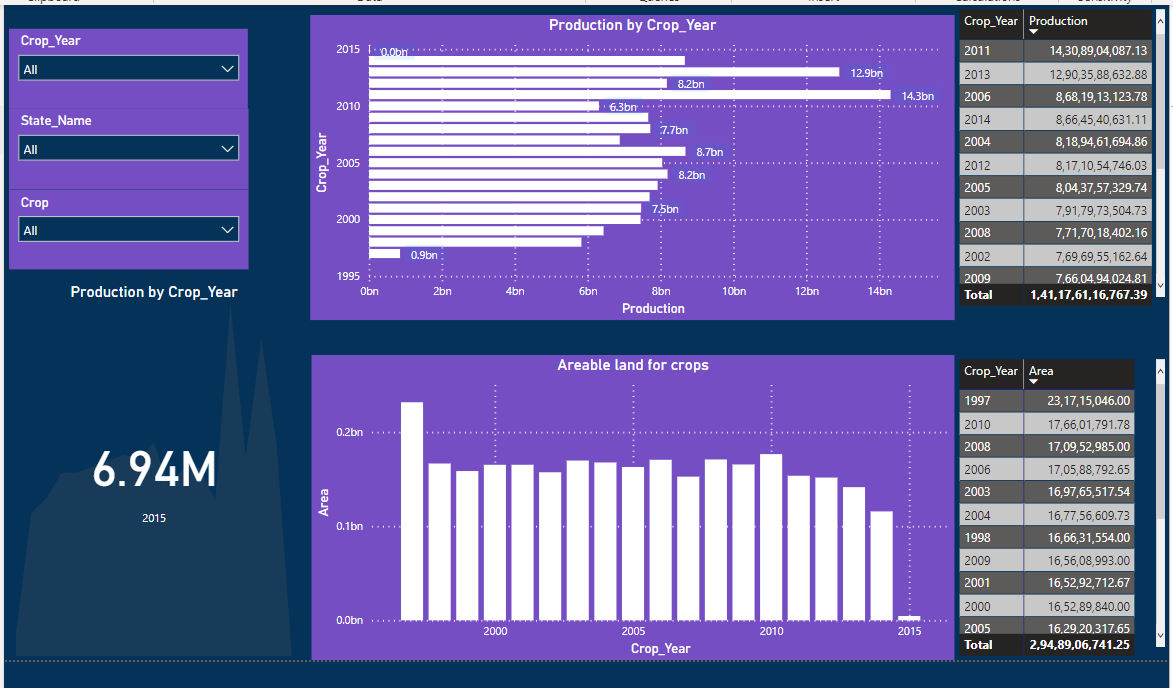 Clipboard Data Queries Insert Calculations Sensitivity
Crop_Year
All
State_Name
All
Crop
All
Production by Crop_Year
6.94M
2015
Production by Crop_Year
Crop_Year
2015
2010
2005
2000
1995
0.0bn
12.9bn
8.2bn
14.3bn
6.3bn
7.7bn
8.7bn
8.2bn
7.5bn
0.9bn
0bn 2bn 4bn 6bn 8bn 10bn 12bn 14bn
Production
Crop_Year Production
2011 14,30,89,04,087.13
2013 12,90,35,88,632.88
2006 8,68,19,13,123.78
2014 8,66,45,40,631.11
2004 8,18,94,61,694.86
2012 8,17,10,54,746.03
2005 8,04,37,57,329.74
2003 7,91,79,73,504.73
2008 7,71,70,18,402.16
2002 7,69,69,55,162.64
2009 7,66,04,94,024.81
Total 1,41,17,61,16,767.39
Areable land for crops
Area
0.2bn
0.1bn
0.0bn
2000 2005 2010 2015
Crop_Year
Crop_Year Area
1997 23,17,15,046.00
2010 17,66,01,791.78
2008 17,09,52,985.00
2006 17,05,88,792.65
2003 16,97,65,517.54
2004 16,77,56,609.73
1998 16,66,31,554.00
2009 16,56,08,993.00
2001 16,52,92,712.67
2000 16,52,89,840.00
2005 16,29,20,317.65
Total 2,94,89,06,741.25